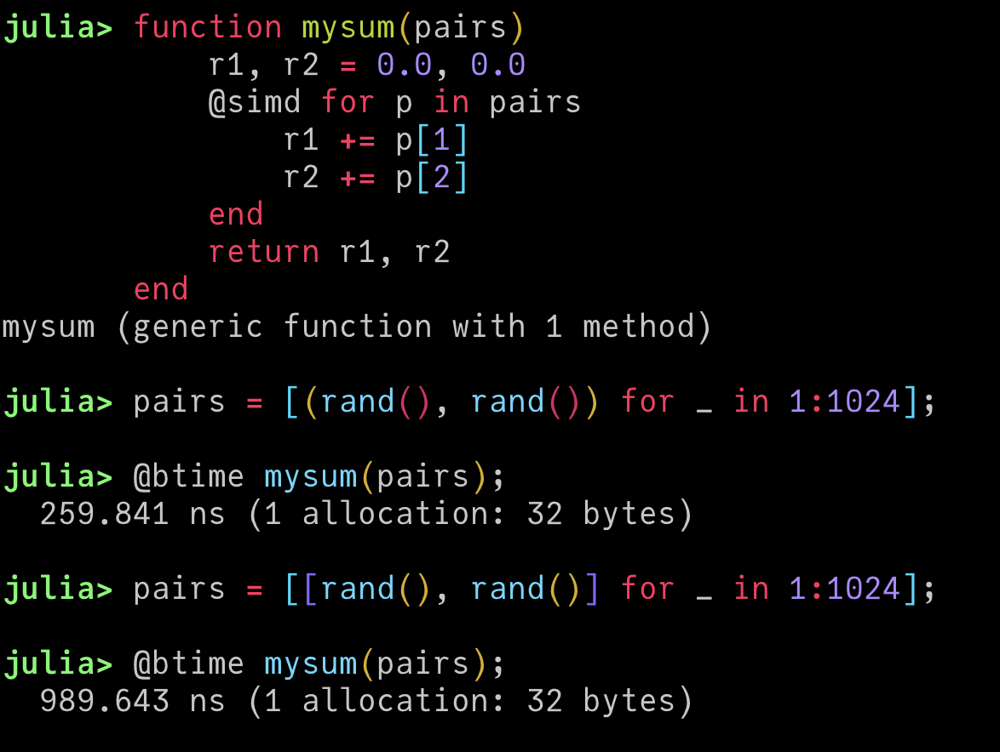 julia> function mysum(pairs)
           r1, r2 = 0.0, 0.0
           @simd for p in pairs
               r1 += p[1]
               r2 += p[2]
           end
           return r1, r2
       end
mysum (generic function with 1 method)

julia> pairs = [(rand(), rand()) for _ in 1:1024];

julia> @btime mysum(pairs);
  259.841 ns (1 allocation: 32 bytes)

julia> pairs = [[rand(), rand()] for _ in 1:1024];

julia> @btime mysum(pairs);
  989.643 ns (1 allocation: 32 bytes)